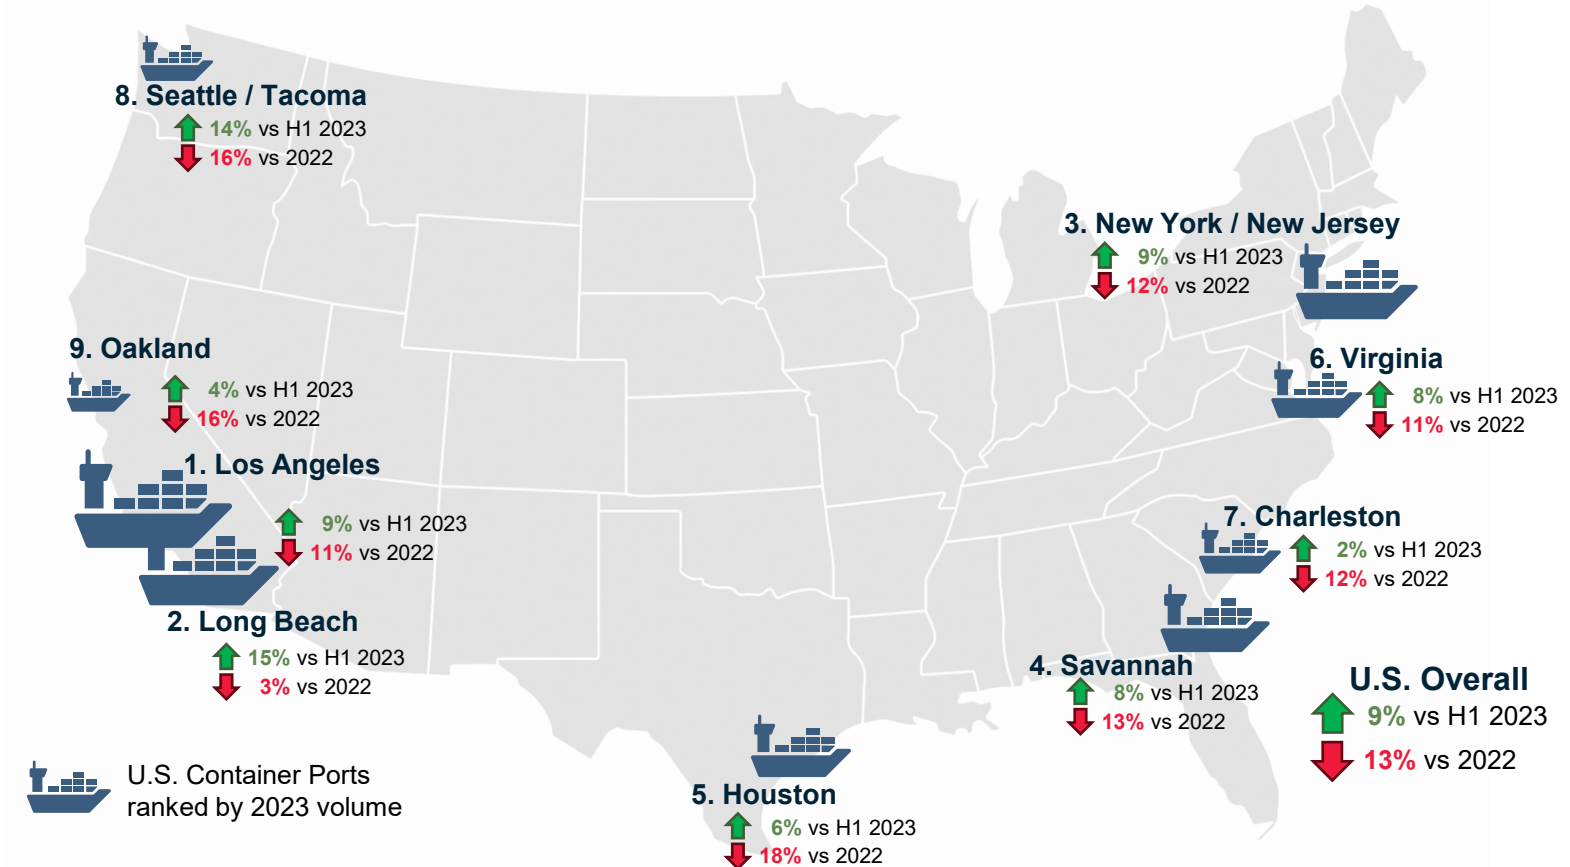 8. Seattle / Tacoma
14% vs H1 2023
16% vs 2022
3. New York / New Jersey
9% vs H1 2023
12% vs 2022
9. Oakland
4% vs H1 2023
16% vs 2022
6. Virginia
8% vs H1 2023
11% vs 2022
1. Los Angeles
9% vs H1 2023
11% vs 2022
7. Charleston
2% vs H1 2023
12% vs 2022
2. Long Beach
15% vs H1 2023
3% vs 2022
4. Savannah
8% vs H1 2023
13% vs 2022
U.S. Overall
9% vs H1 2023
13% vs 2022
5. Houston
6% vs H1 2023
18% vs 2022
U.S. Container Ports
ranked by 2023 volume